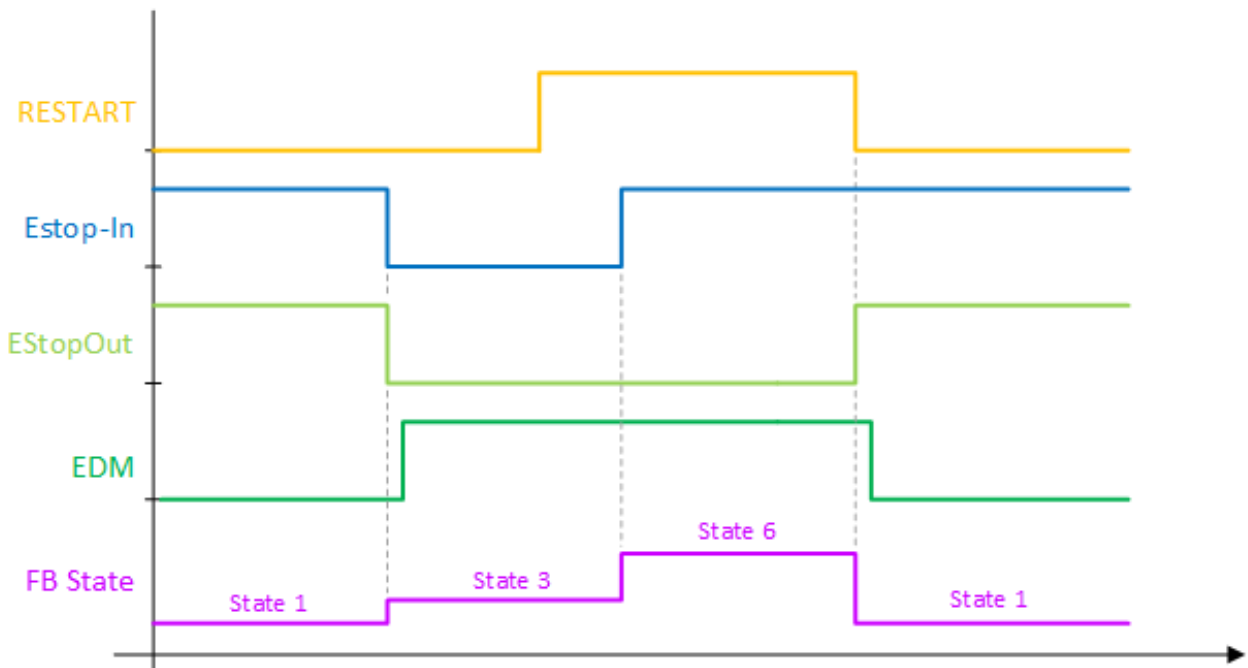 RESTART
Estop-In
EStopOut
EDM
State 6
FB State
State 3
State 1
State 1